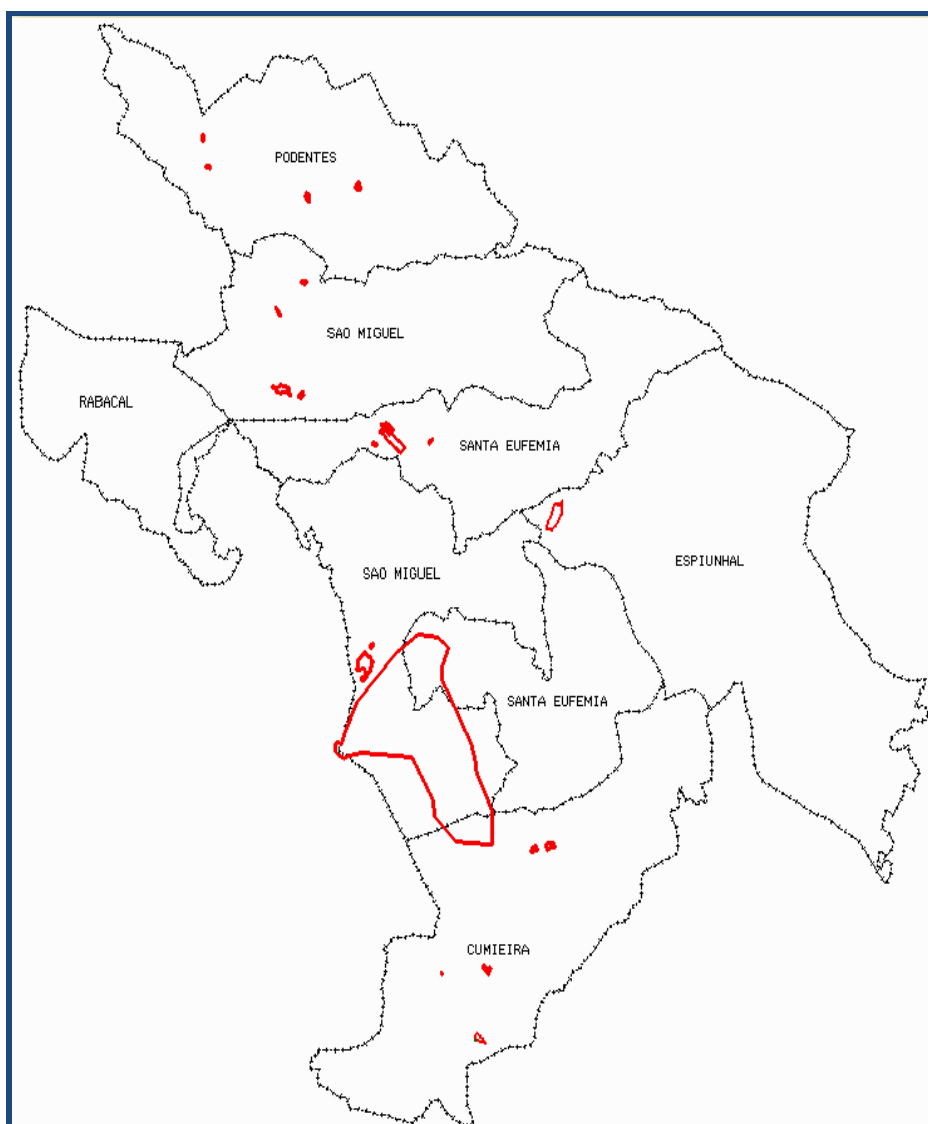 PODENTES
SAO MIGUEL
RABACAL
SANTA EUFEMIA
ESPIUNHAL
SAO MIGUEL
SANTA EUFEMIA
CUMIEIRA